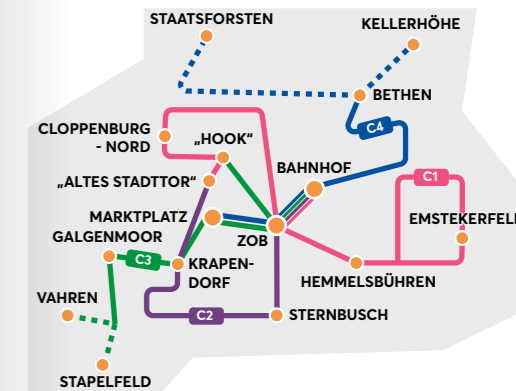 STAATSFORSTEN
KELLERHÖHE
BETHEN
C4
CLOPPENBURG
- NORD
„HOOK“
BAHNHOF
„ALTES STADTTOR“
C1
MARKTPLATZ
EMSTEKERFEL
GALGENMOOR
ZOB
C3
KRAPEN-
DORF
HEMMELSBÜHREN
VAHREN
C2
STERNBUSCH
STAPELFELD